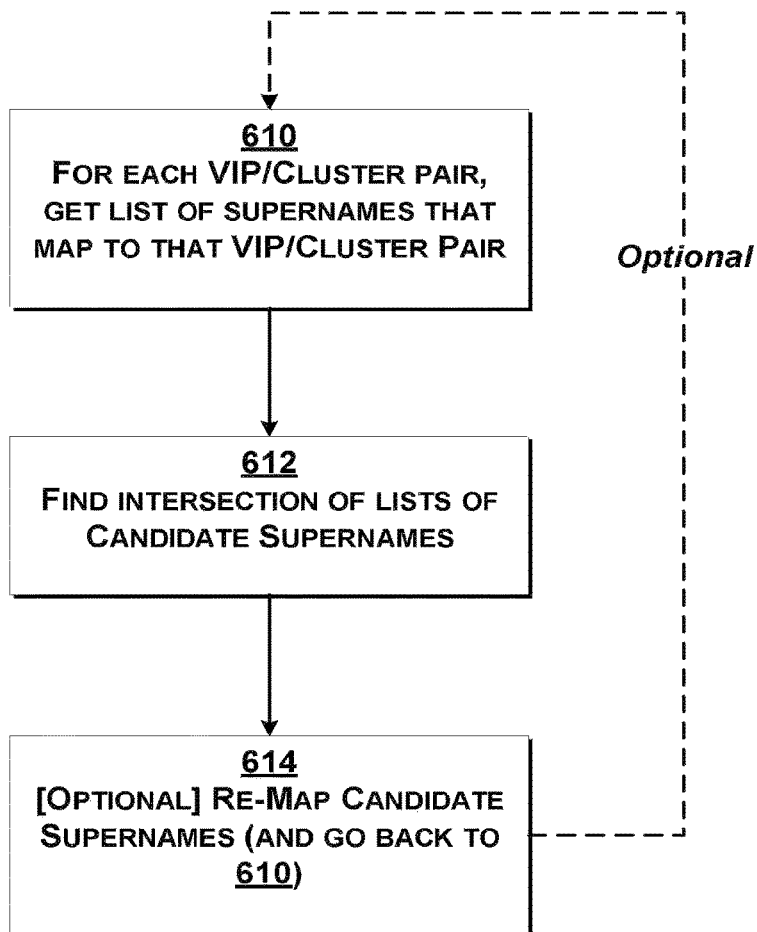 610
FOR EACH VIP/CLUSTER PAIR,
GET LIST OF SUPERNAMES THAT
MAP TO THAT VIP/CLUSTER PAIR
Optional
612
FIND INTERSECTION OF LISTS OF
CANDIDATE SUPERNAMES
614
[OPTIONAL] RE-MAP CANDIDATE
SUPERNAMES (AND GO BACK TO
610)